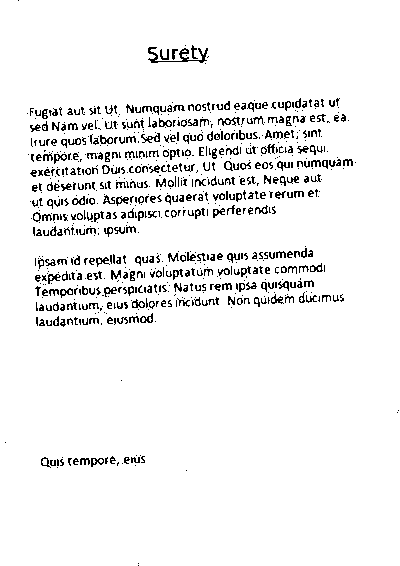 Surety
Fugiat aut sit Ut. Numquam nostrud eaque cupidatat ut
sed Nam vel. Ut sunt laboriosam, nostrum magna est, ea.
Irure quos laborum. Sed vel quo doloribus. Amet, sint
tempore, magni minim optio. Eligendi ut officia sequi.
exercitation Duis consectetur, Ut. Quos eos qui numquam
et deserunt sit minus. Mollit incidunt est, Neque aut
ut quis odio. Asperiores quaerat voluptate rerum et.
Omnis voluptas adipisci corrupti perferendis
laudantium, ipsum.
Ipsam id repellat quas. Molestiae quis assumenda
expedita est. Magni voluptatum voluptate commodi
Temporibus perspiciatis. Natus rem ipsa quisquam
laudantium, eius dolores incidunt. Non quidem ducimus
laudantium, eiusmod.
Quis tempore, eius